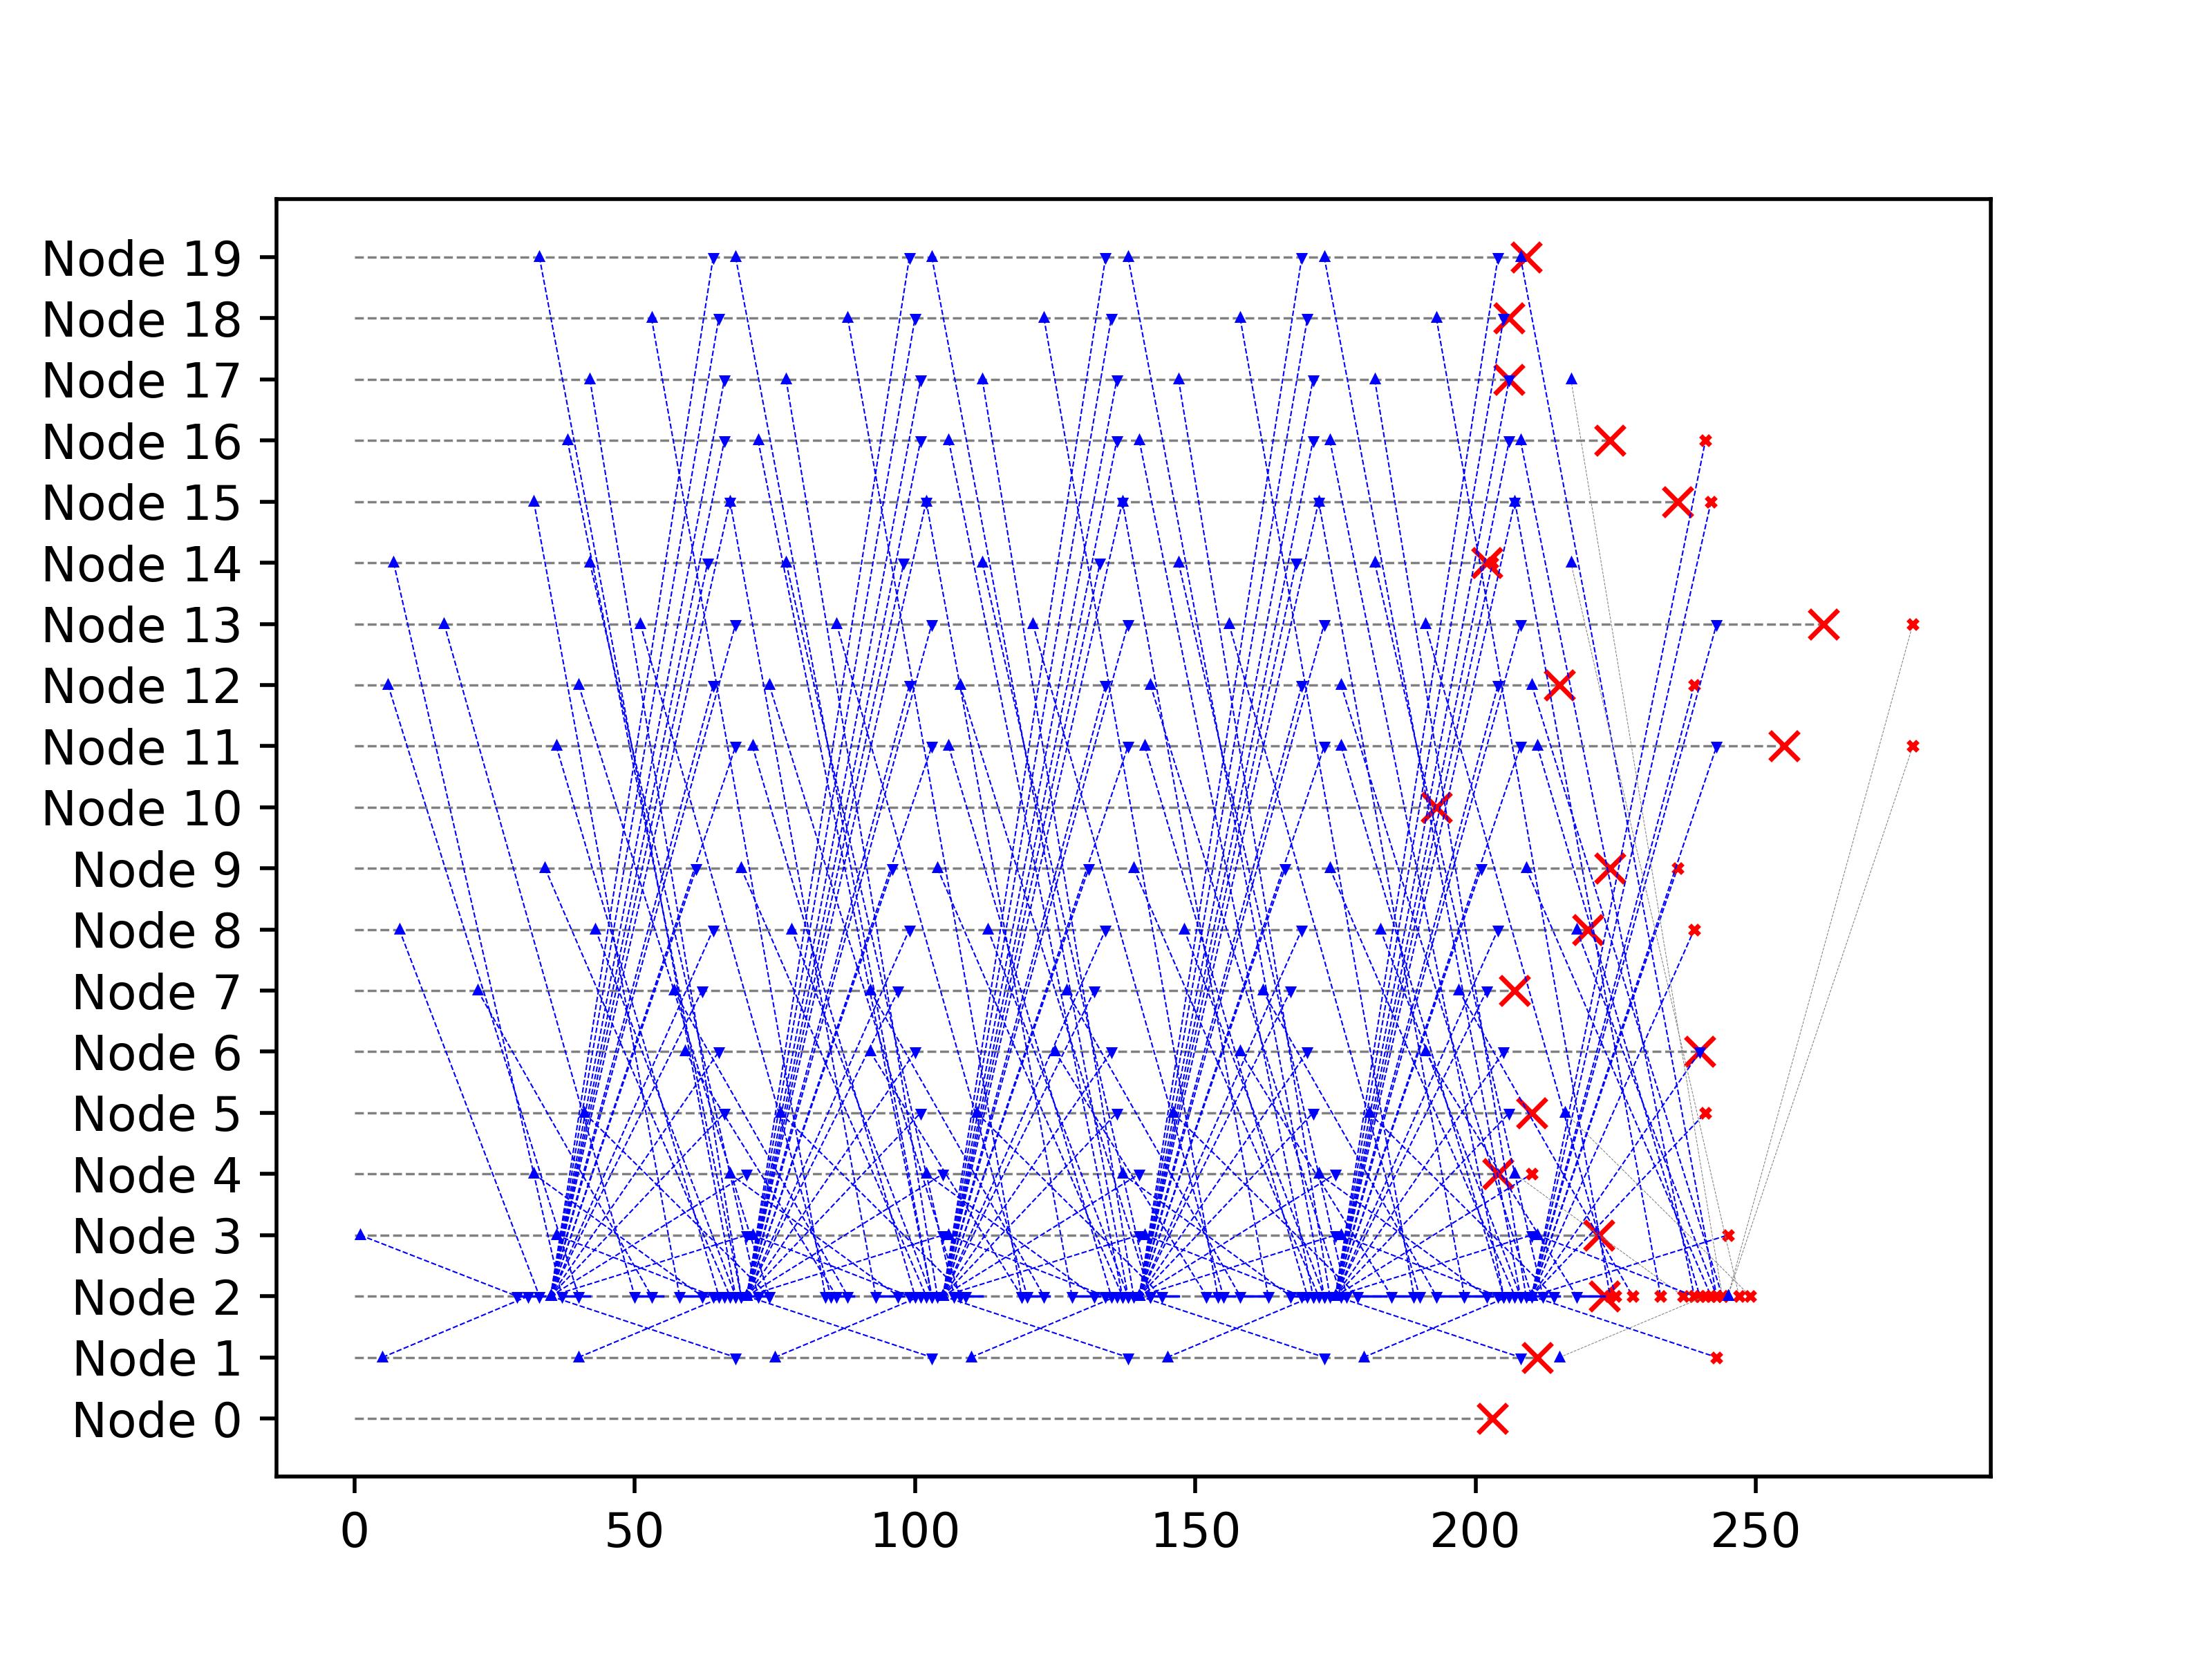 Node 19
Node 18
Node 17
Node 16
Node 15
Node 14
Node 13
Node 12
Node 11
Node 10
Node 9
Node 8
Node 7
Node 6
Node 5
Node 4
Node 3
Node 2
Node 1
Node 0
0 50 100 150 200 250